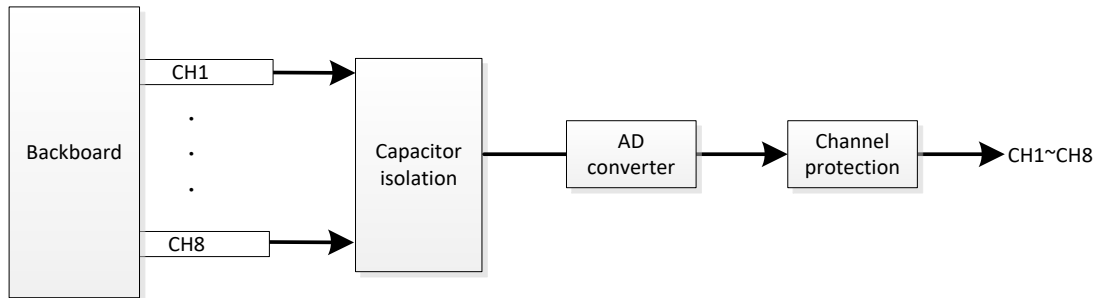 Backboard
CH1
.
.
.
CH8
Capacitor
isolation
AD
converter
Channel
protection
CH1~CH8